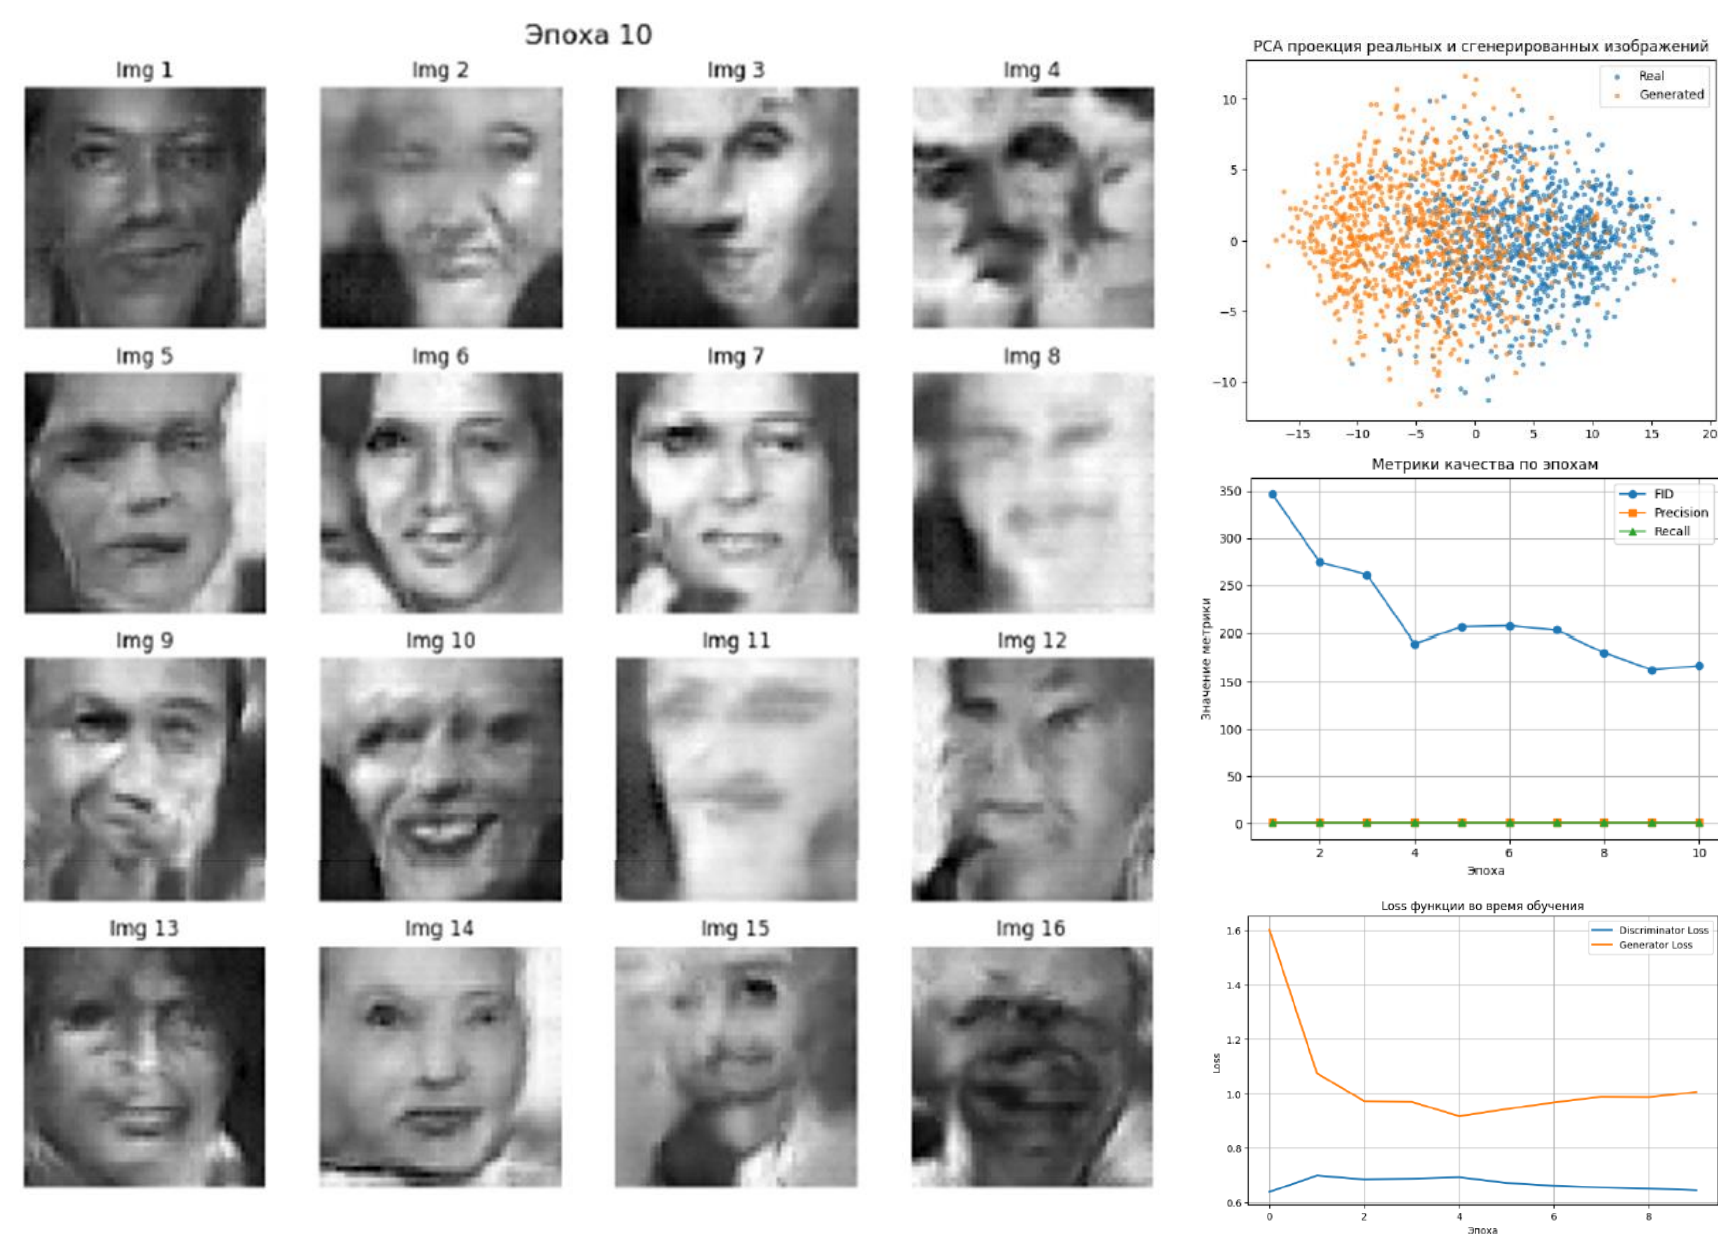 Эпоха 10
Img 1
Img 2
Img 3
Img 4
Img 5
Img 6
Img 7
Img 8
Img 9
Img 10
Img 11
Img 12
Img 13
Img 14
Img 15
Img 16
PCA проекция реальных и сгенерированных изображений
Real
Generated
10
5
0
−5
−10
−15
−10
−5
0
5
10
15
20
Метрики качества по эпохам
FID
Precision
Recall
Значение метрики
350
300
250
200
150
100
50
0
2
4
6
8
10
Эпоха
Loss функции во время обучения
Discriminator Loss
Generator Loss
Loss
1.6
1.4
1.2
1.0
0.8
0.6
0
2
4
6
8
Эпоха